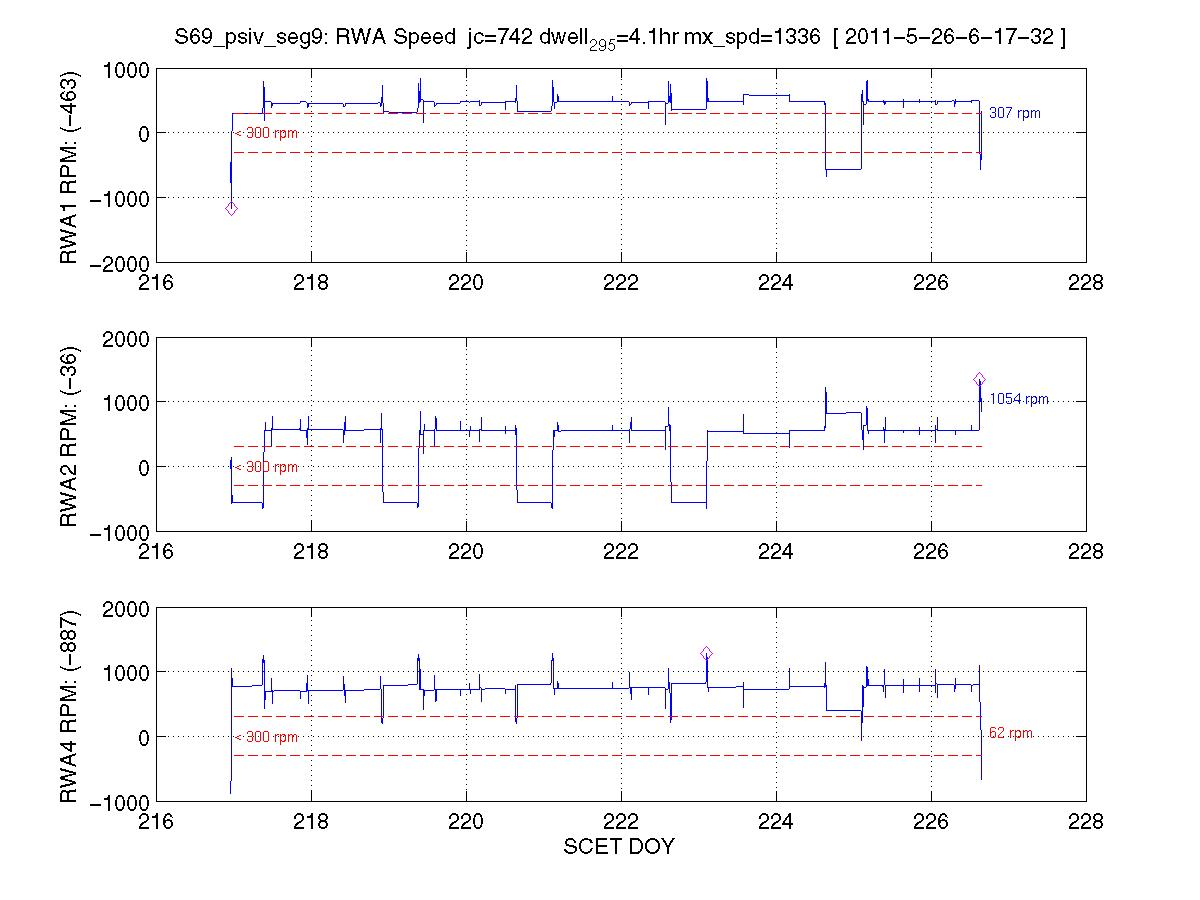 S69_psiv_seg9: RWA Speed jc=742 dwell295=4.1hr mx_spd=1336 [ 2011−5−26−6−17−32 ]
RWA1 RPM: (−463)
1000
0
−1000
−2000
< 300 rpm
307 rpm
216 218 220 222 224 226 228
RWA2 RPM: (−36)
2000
1000
0
−1000
< 300 rpm
1054 rpm
216 218 220 222 224 226 228
RWA4 RPM: (−887)
2000
1000
0
−1000
< 300 rpm
62 rpm
216 218 220 222 224 226 228
SCET DOY